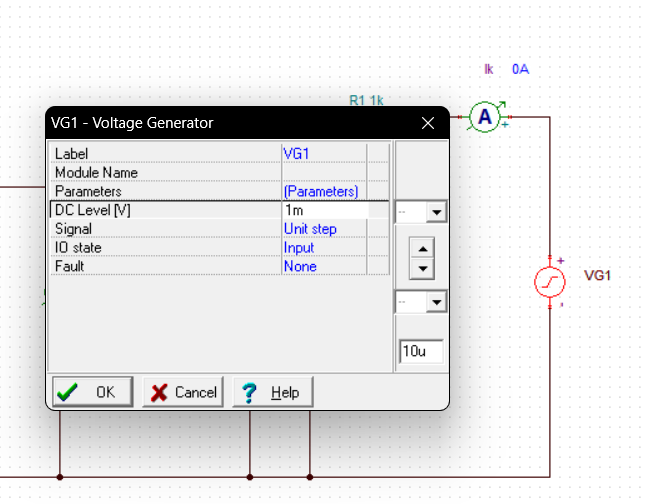 Ik 0A
R1 1k
A
+
VG1 - Voltage Generator
Label VG1
Module Name
Parameters (Parameters)
DC Level [V] 1m
Signal Unit step
IO state Input
Fault None
--
--
10u
OK Cancel ? Help
+
VG1
-